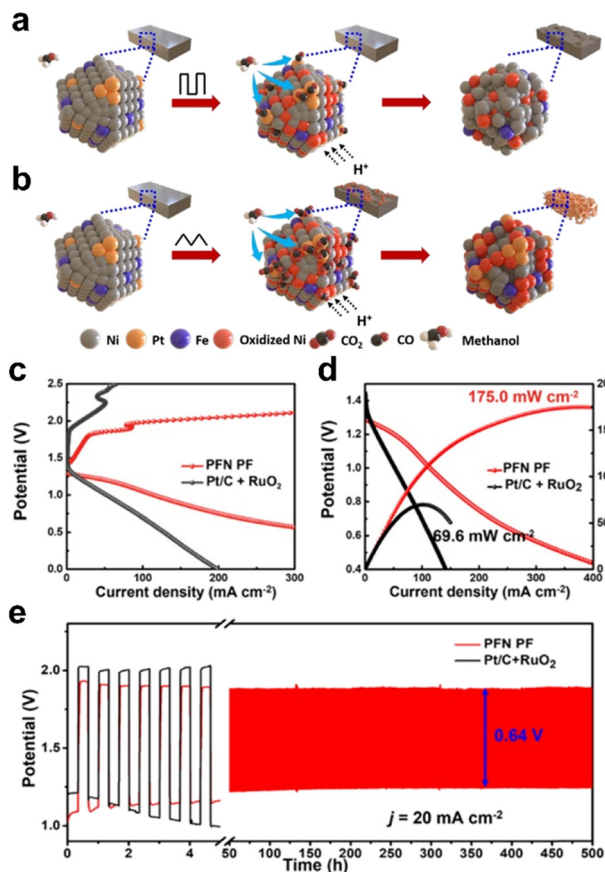 a
H+
b
H+
Ni Pt Fe Oxidized Ni CO2 CO Methanol
c
2.5
2.0
1.5
1.0
0.5
0.0
Potential (V)
PFN PF
Pt/C + RuO2
0 100 200 300
Current density (mA cm-2)
d
175.0 mW cm-2
1.4
1.2
1.0
0.8
0.6
0.4
Potential (V)
PFN PF
Pt/C + RuO2
69.6 mW cm-2
0 100 200 300 400
Current density (mA cm-2)
e
2.0
1.5
1.0
Potential (V)
PFN PF
Pt/C+RuO2
0.64 V
j = 20 mA cm-2
0 2 4 50 100 150 200 250 300 350 400 450 500
Time (h)